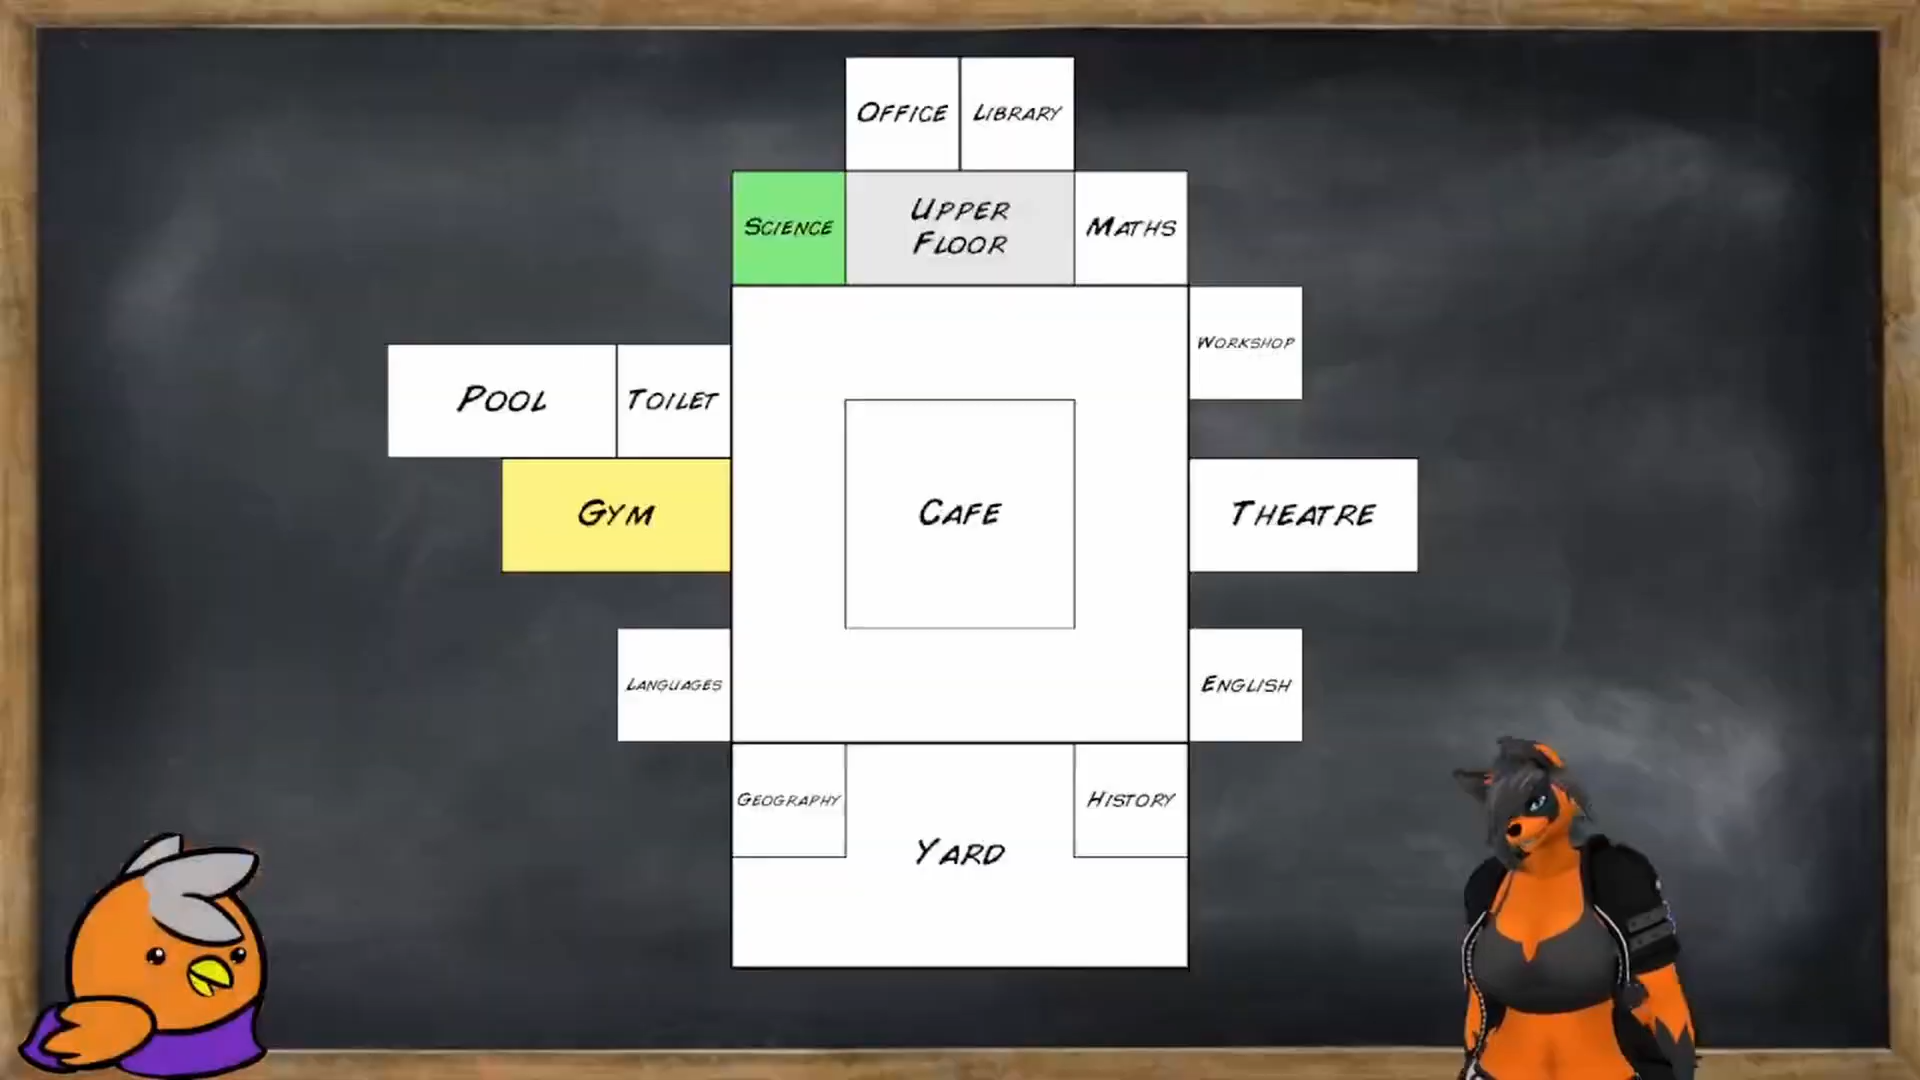 OFFICE
LIBRARY
SCIENCE
UPPER
FLOOR
MATHS
WORKSHOP
POOL
TOILET
GYM
CAFE
THEATRE
LANGUAGES
ENGLISH
GEOGRAPHY
HISTORY
YARD